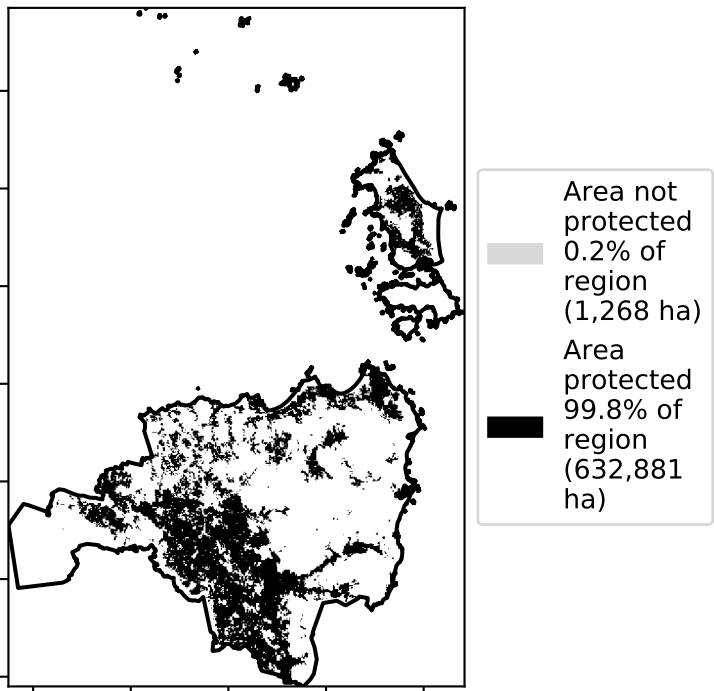 Area not
protected
0.2% of
region
(1,268 ha)
Area
protected
99.8% of
region
(632,881
ha)